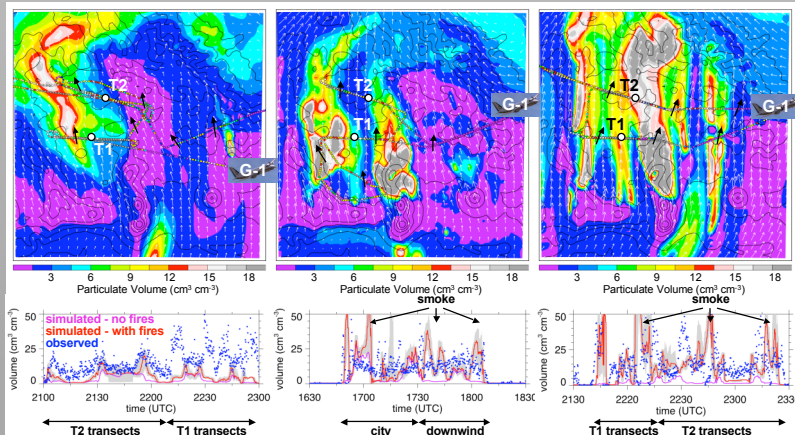 T2
T1
G-1
T2
T1
G-1
T2
T1
G-1
3 6 9 12 15 18
Particulate Volume (cm³ cm⁻³)
3 6 9 12 15 18
Particulate Volume (cm³ cm⁻³)
3 6 9 12 15 18
Particulate Volume (cm³ cm⁻³)
volume (cm³ cm⁻³)
50
25
0
simulated - no fires
simulated - with fires
observed
2100 2130 2200 2230 2300
time (UTC)
T2 transects T1 transects
smoke
volume (cm³ cm⁻³)
50
25
0
1630 1700 1730 1800 1830
time (UTC)
city downwind
smoke
volume (cm³ cm⁻³)
50
25
0
2130 2200 2230 2300 233
time (UTC)
T1 transects T2 transects